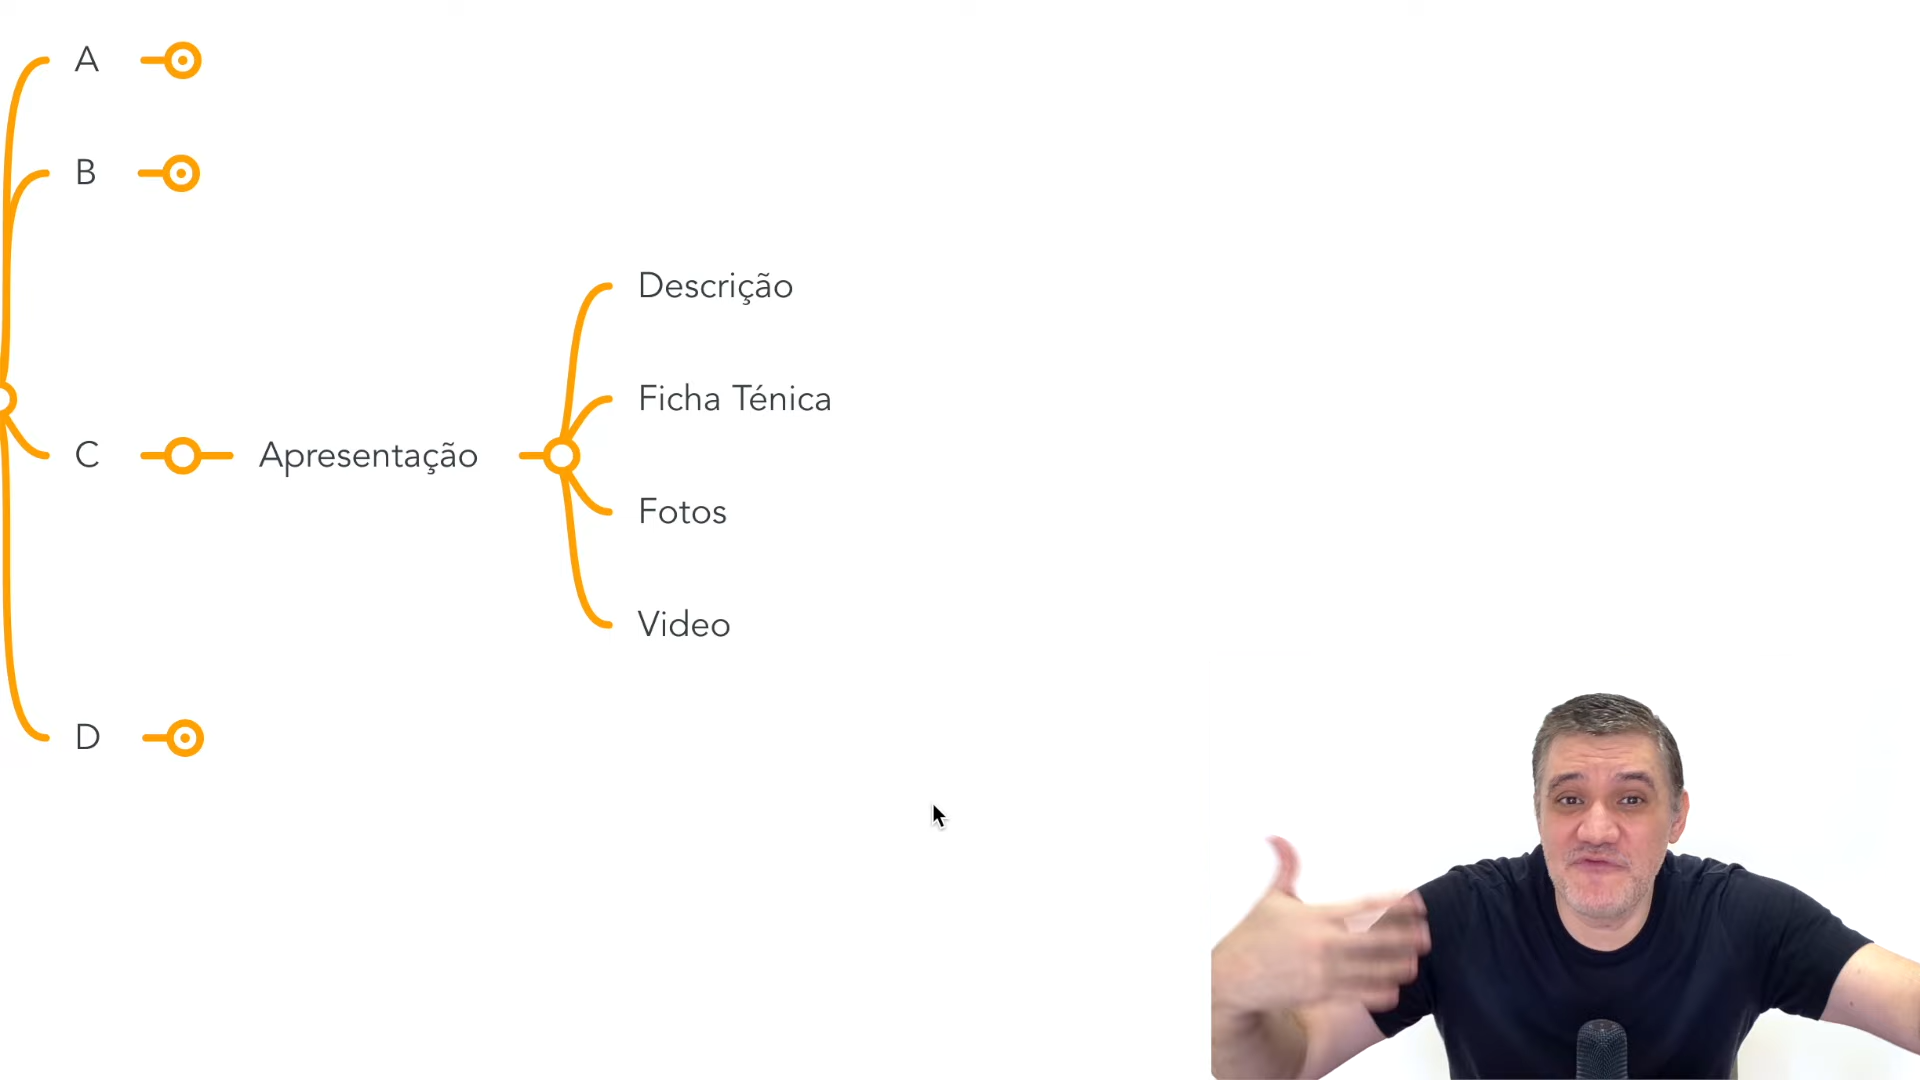 A
B
Descrição
Ficha Ténica
C
Apresentação
Fotos
Video
D